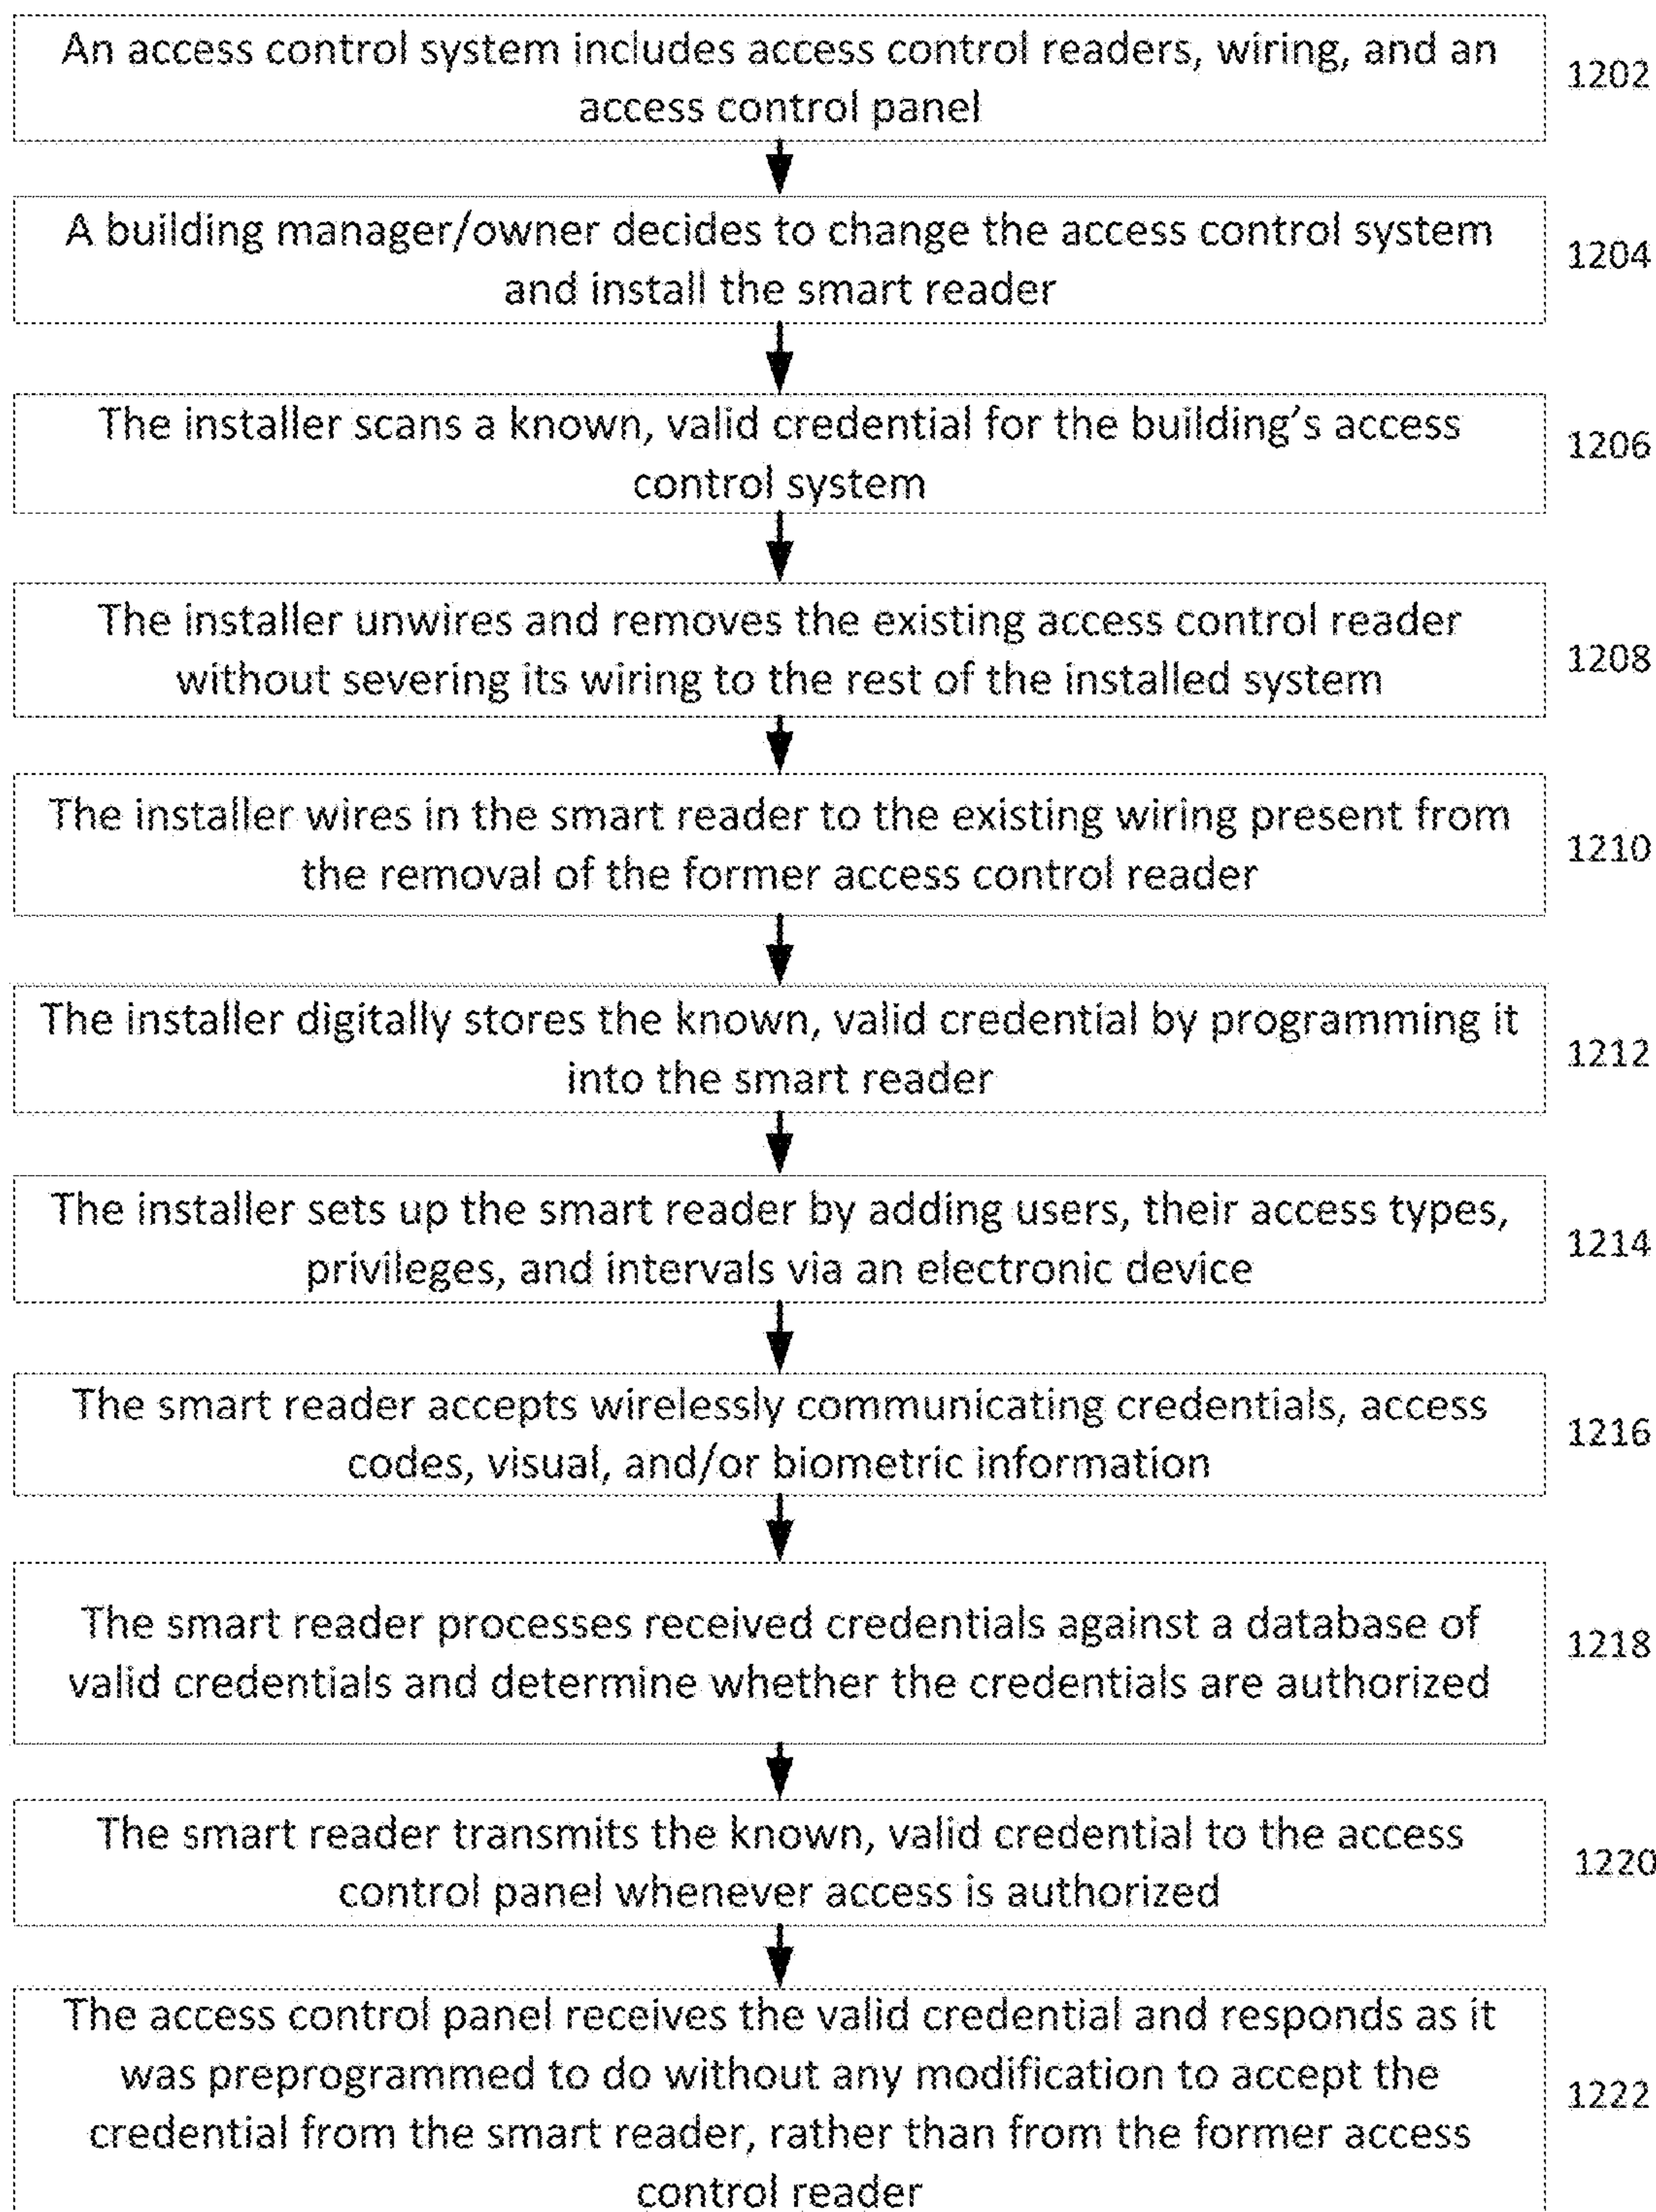 An access control system includes access control readers, wiring, and an
access control panel
1202
A building manager/owner decides to change the access control system
and install the smart reader
1204
The installer scans a known, valid credential for the building's access
control system
1206
The installer unwires and removes the existing access control reader
without severing its wiring to the rest of the installed system
1208
The installer wires in the smart reader to the existing wiring present from
the removal of the former access control reader
1210
The installer digitally stores the known, valid credential by programming it
into the smart reader
1212
The installer sets up the smart reader by adding users, their access types,
privileges, and intervals via an electronic device
1214
The smart reader accepts wirelessly communicating credentials, access
codes, visual, and/or biometric information
1216
The smart reader processes received credentials against a database of
valid credentials and determine whether the credentials are authorized
1218
The smart reader transmits the known, valid credential to the access
control panel whenever access is authorized
1220
The access control panel receives the valid credential and responds as it
was preprogrammed to do without any modification to accept the
credential from the smart reader, rather than from the former access
control reader
1222